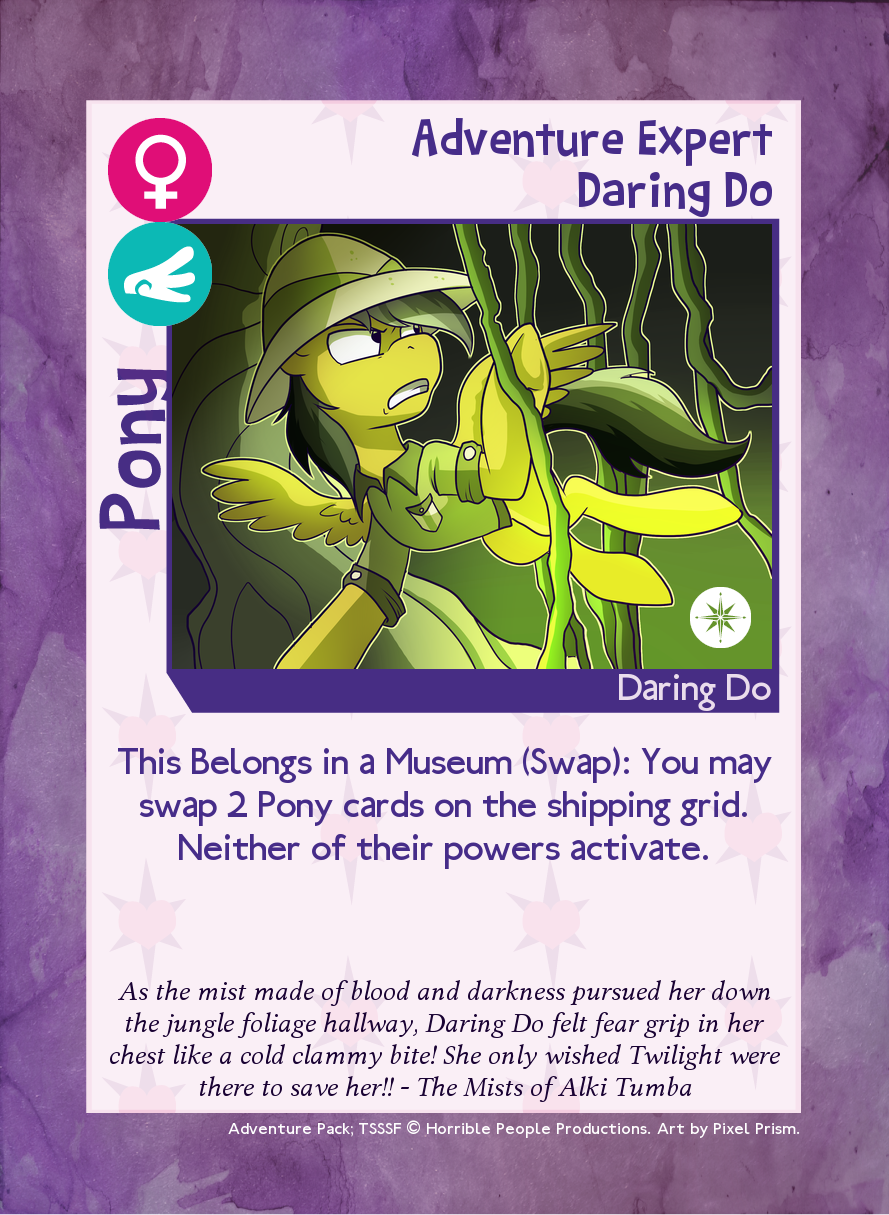 Adventure Expert
Daring Do
Pony
Daring Do
This Belongs in a Museum (Swap): You may
swap 2 Pony cards on the shipping grid.
Neither of their powers activate.
As the mist made of blood and darkness pursued her down
the jungle foliage hallway, Daring Do felt fear grip in her
chest like a cold clammy bite! She only wished Twilight were
there to save her!! - The Mists of Alki Tumba
Adventure Pack; TSSSF © Horrible People Productions. Art by Pixel Prism.